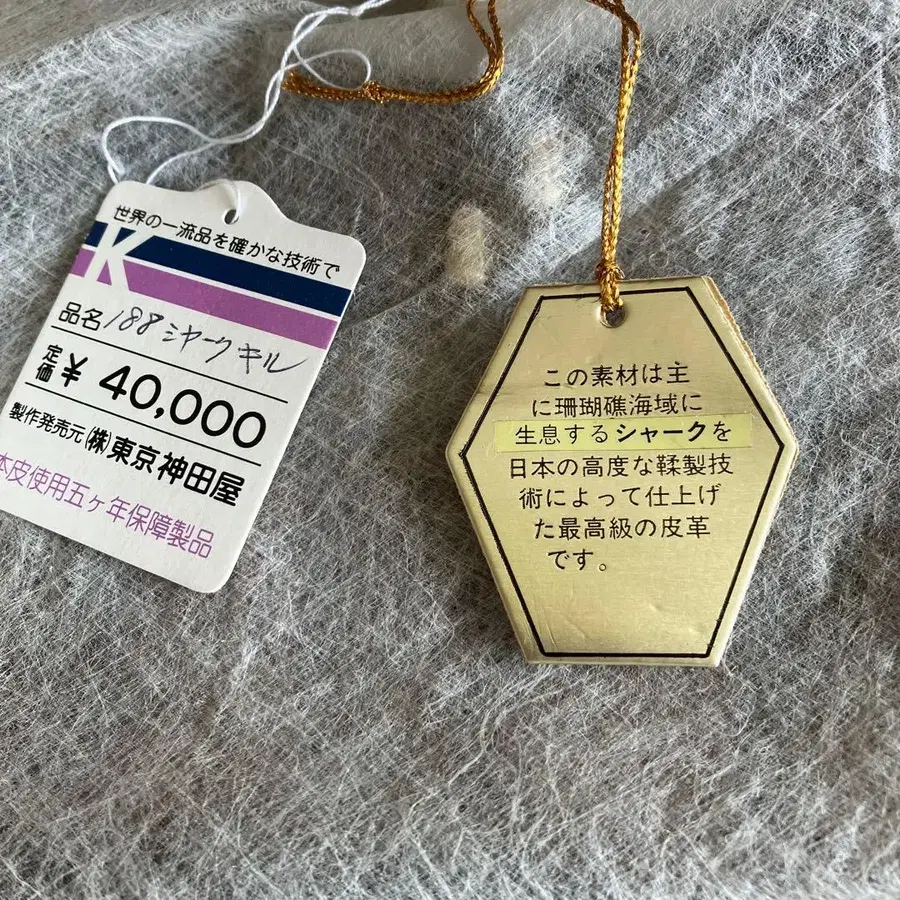 世界の一流品を確かな技術で
K
品名 188 シャークキル
定価 ¥ 40,000
製作発売元 (株) 東京神田屋
本皮使用五ヶ年保障製品
この素材は主
に珊瑚礁海域に
生息するシャークを
日本の高度な鞣製技
術によって仕上げ
た最高級の皮革
です。